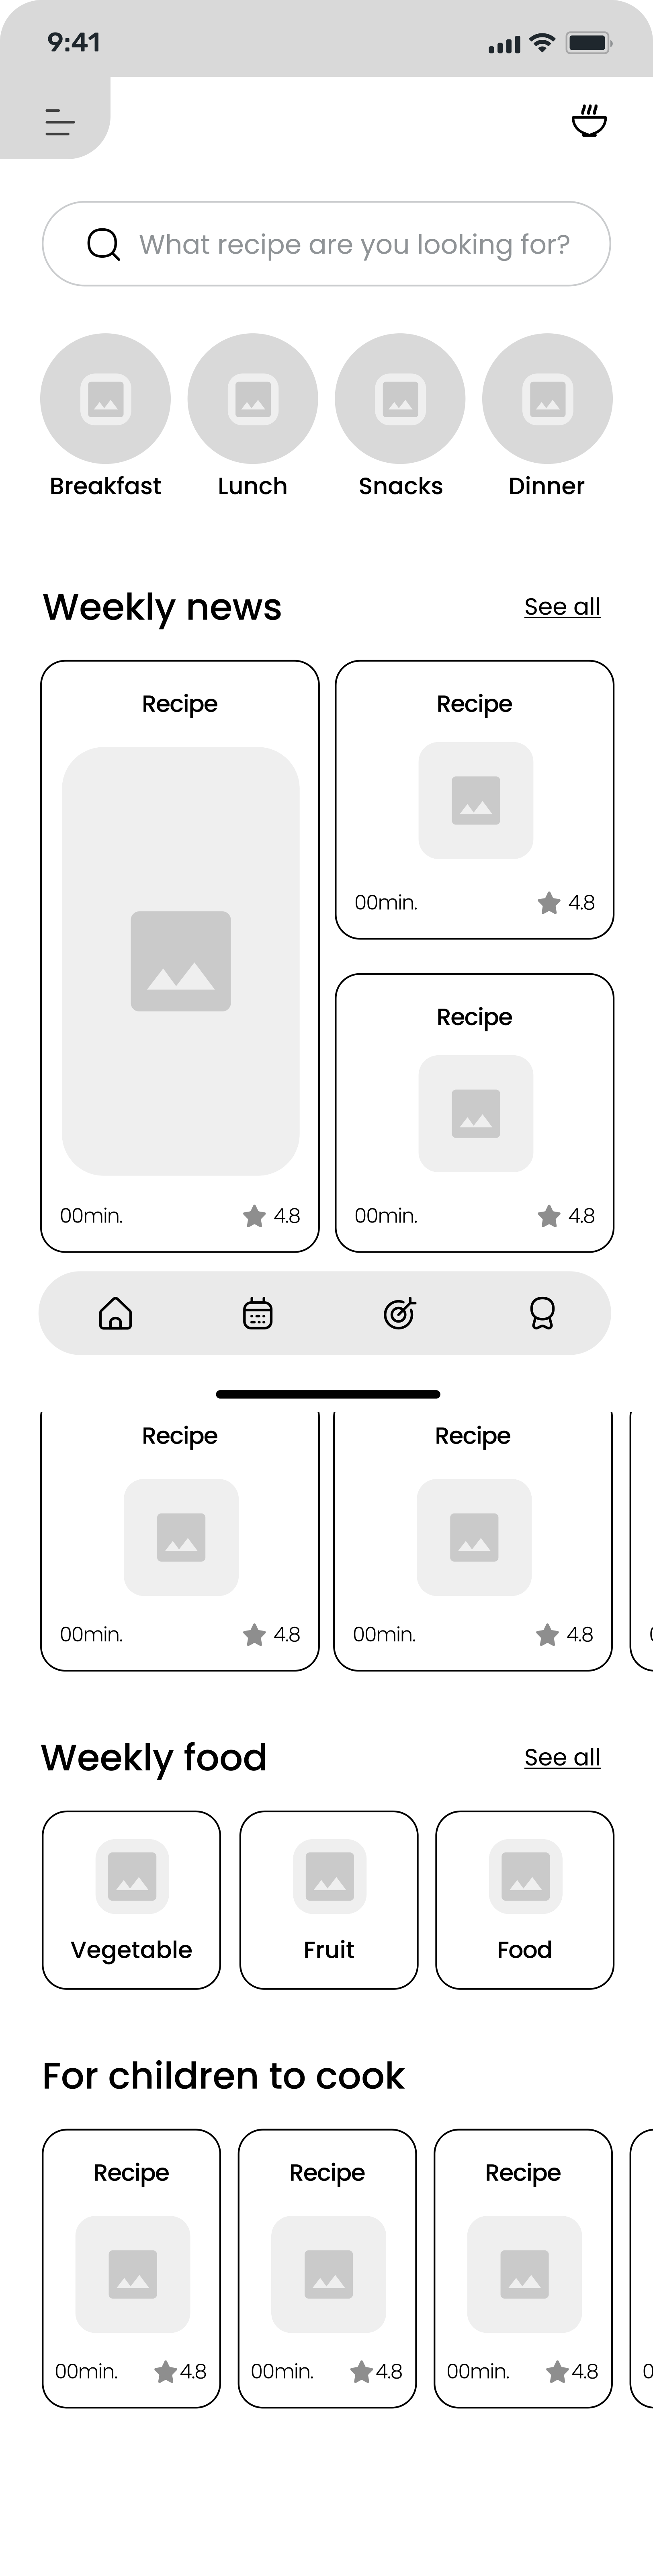 9:41
What recipe are you looking for?
Breakfast Lunch Snacks Dinner
Weekly news See all
Recipe Recipe
00min. 4.8
Recipe
00min. 4.8 00min. 4.8
Recipe Recipe
00min. 4.8 00min. 4.8
Weekly food See all
Vegetable Fruit Food
For children to cook
Recipe Recipe Recipe
00min. 4.8 00min. 4.8 00min. 4.8